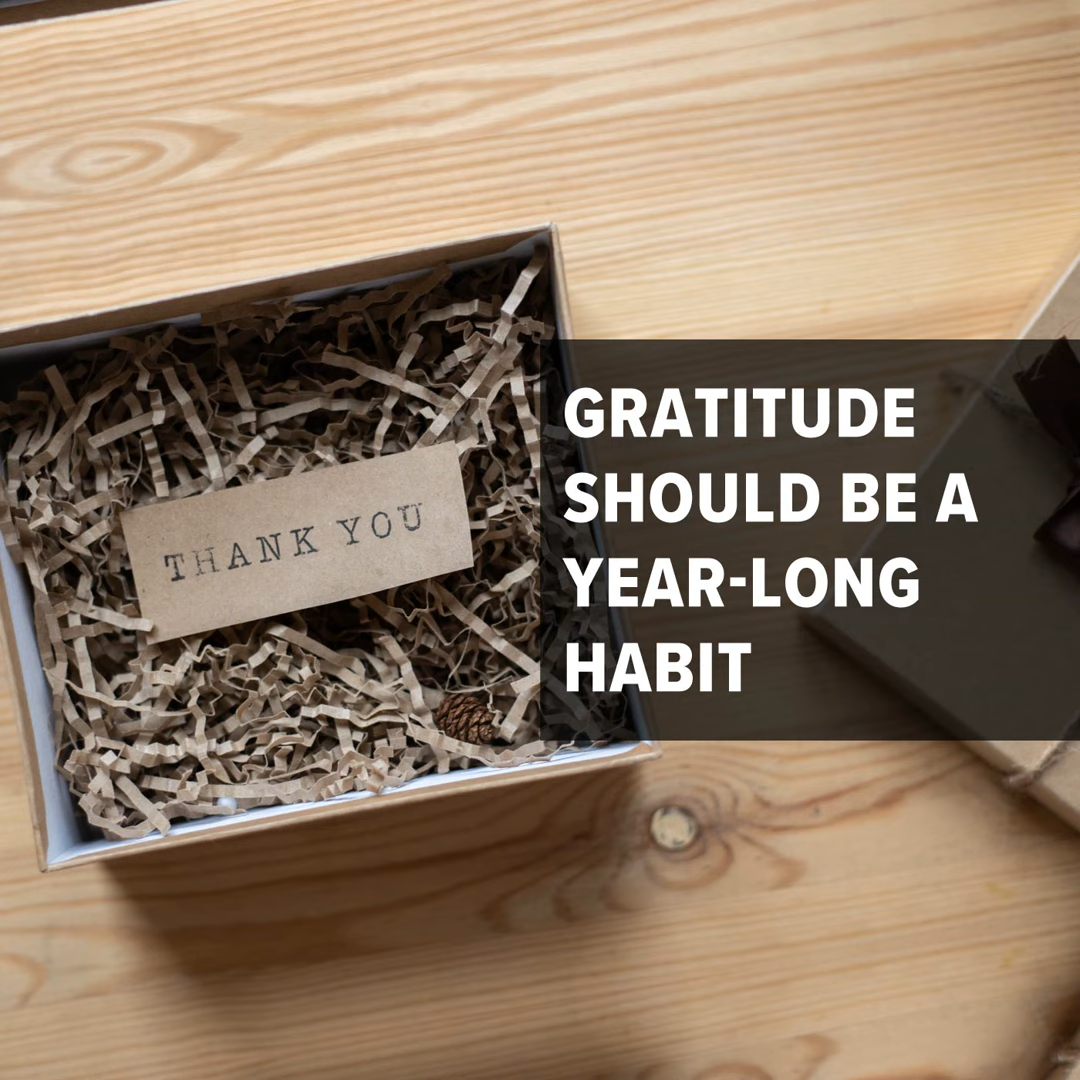 THANK YOU
GRATITUDE
SHOULD BE A
YEAR-LONG
HABIT